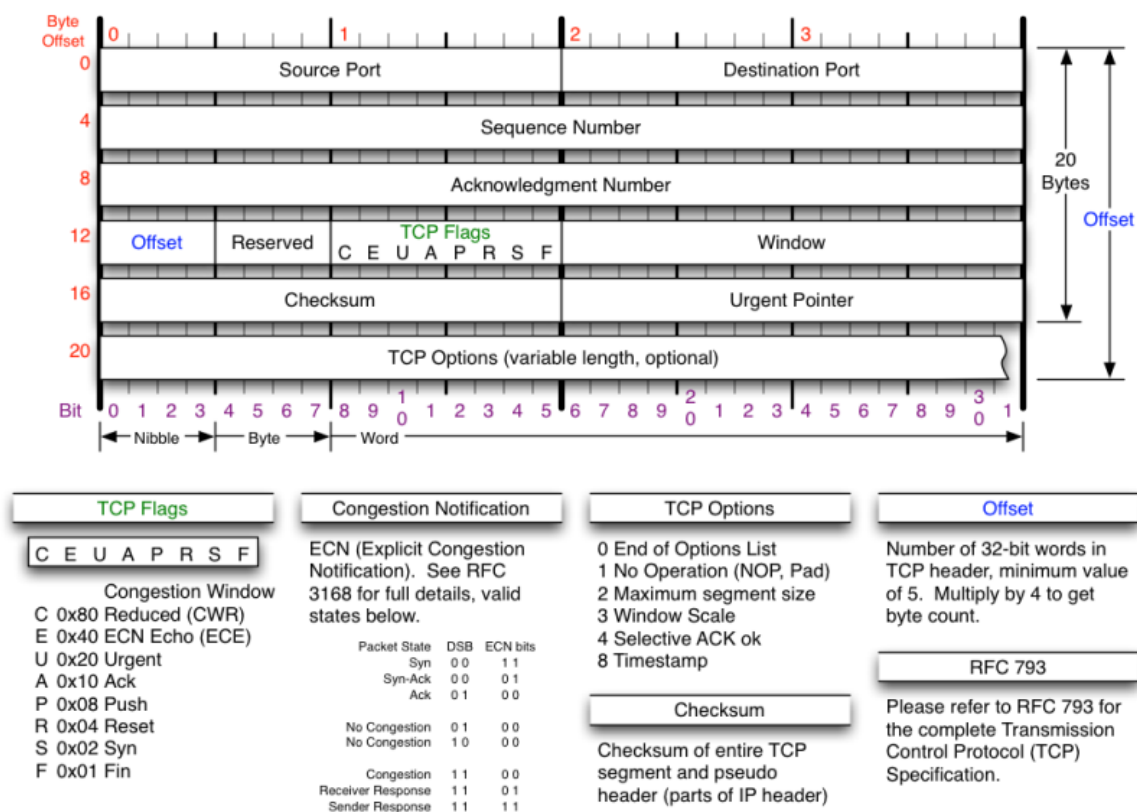 Byte
Offset
0 1 2 3
0 Source Port Destination Port
4 Sequence Number
8 Acknowledgment Number
20
Bytes
Offset
12 Offset Reserved TCP Flags Window
C E U A P R S F
16 Checksum Urgent Pointer
20 TCP Options (variable length, optional)
Bit 0 1 2 3 4 5 6 7 8 9 10 1 2 3 4 5 6 7 8 9 20 1 2 3 4 5 6 7 8 9 30 1
Nibble Byte Word
TCP Flags
C E U A P R S F
Congestion Window
C 0x80 Reduced (CWR)
E 0x40 ECN Echo (ECE)
U 0x20 Urgent
A 0x10 Ack
P 0x08 Push
R 0x04 Reset
S 0x02 Syn
F 0x01 Fin
Congestion Notification
ECN (Explicit Congestion
Notification). See RFC
3168 for full details, valid
states below.
Packet State DSB ECN bits
Syn 0 0 1 1
Syn-Ack 0 0 0 1
Ack 0 1 0 0
No Congestion 0 1 0 0
No Congestion 1 0 0 0
Congestion 1 1 0 0
Receiver Response 1 1 0 1
Sender Response 1 1 1 1
TCP Options
0 End of Options List
1 No Operation (NOP, Pad)
2 Maximum segment size
3 Window Scale
4 Selective ACK ok
8 Timestamp
Checksum
Checksum of entire TCP
segment and pseudo
header (parts of IP header)
Offset
Number of 32-bit words in
TCP header, minimum value
of 5. Multiply by 4 to get
byte count.
RFC 793
Please refer to RFC 793 for
the complete Transmission
Control Protocol (TCP)
Specification.